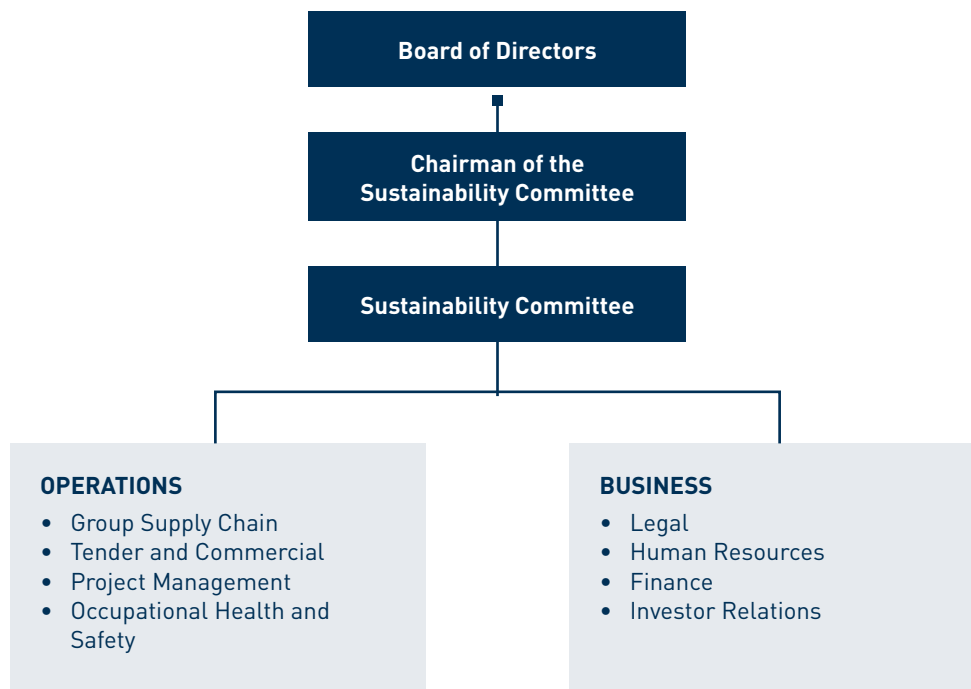 Board of Directors
Chairman of the
Sustainability Committee
Sustainability Committee
OPERATIONS
• Group Supply Chain
• Tender and Commercial
• Project Management
• Occupational Health and
Safety
BUSINESS
• Legal
• Human Resources
• Finance
• Investor Relations